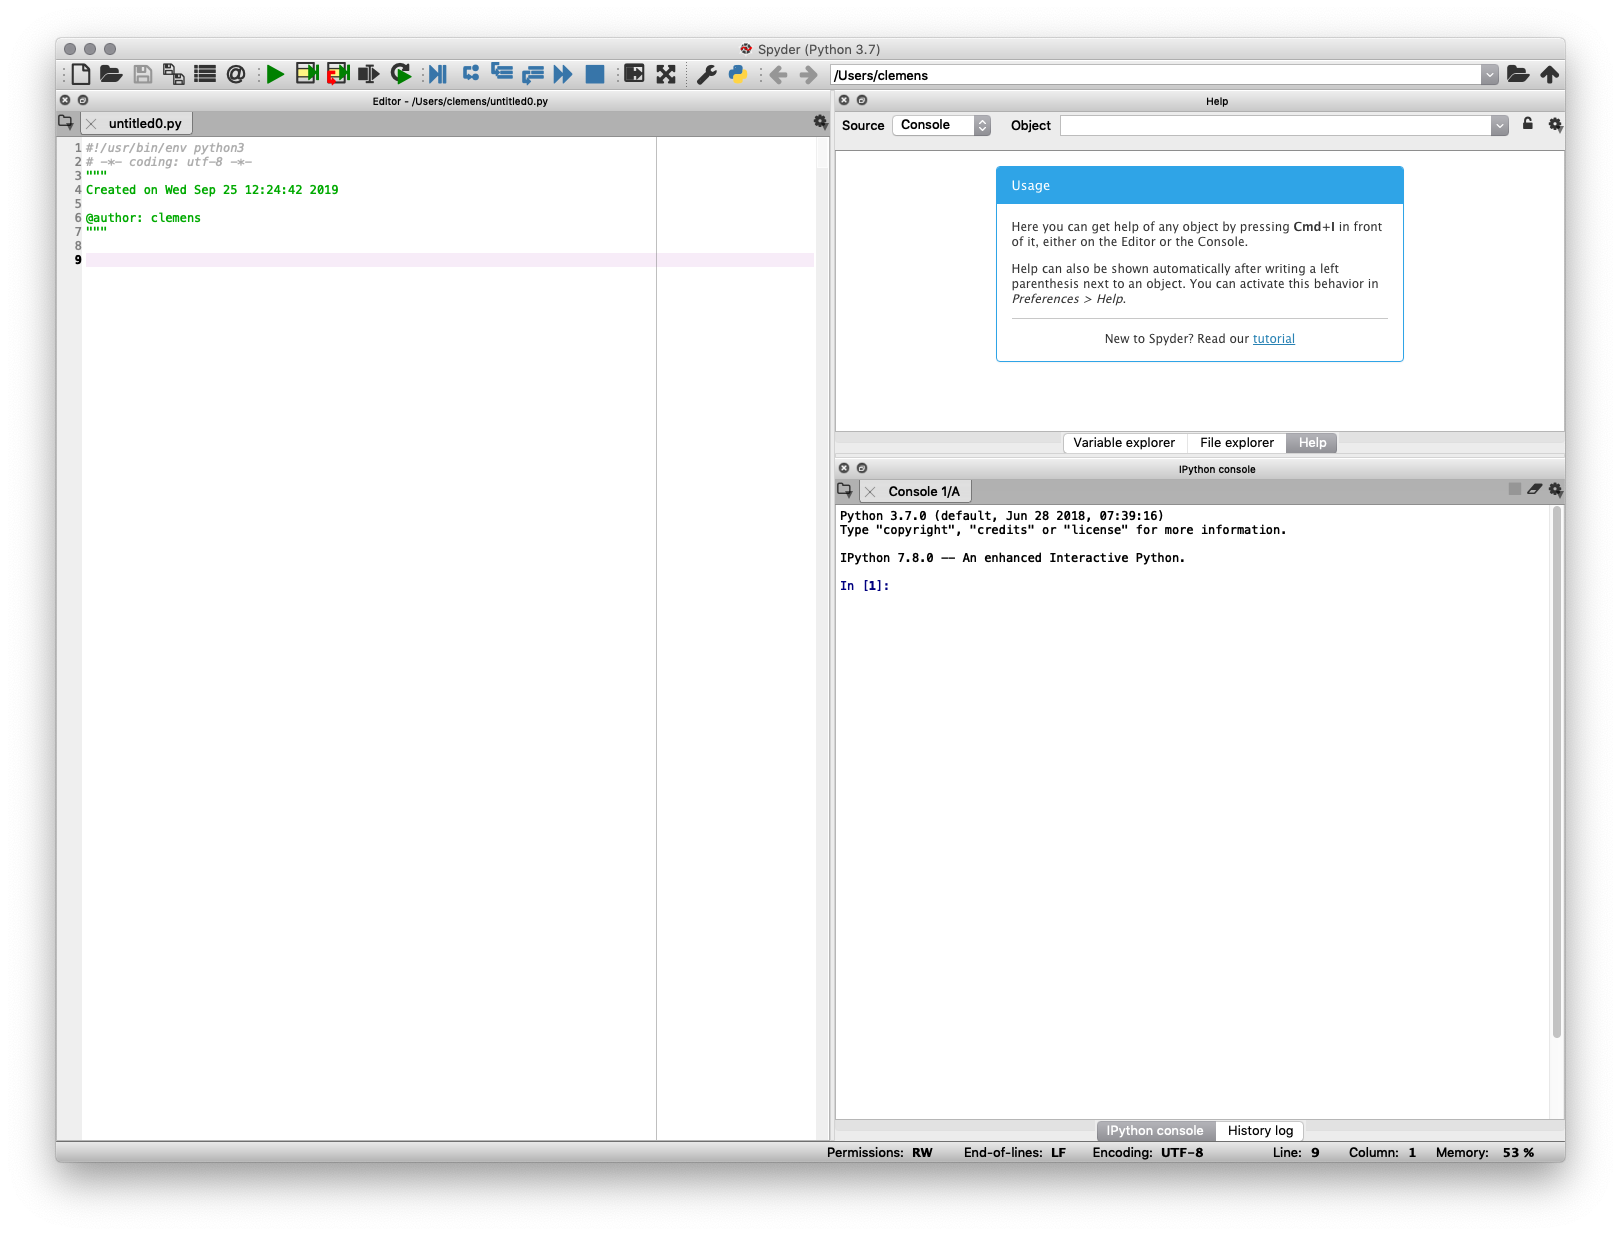 Spyder (Python 3.7)
/Users/clemens
Editor - /Users/clemens/untitled0.py
untitled0.py
1 #!/usr/bin/env python3
2 # -*- coding: utf-8 -*-
3 """
4 Created on Wed Sep 25 12:24:42 2019
5
6 @author: clemens
7 """
8
9
Help
Source Console Object
Usage
Here you can get help of any object by pressing Cmd+I in front
of it, either on the Editor or the Console.
Help can also be shown automatically after writing a left
parenthesis next to an object. You can activate this behavior in
Preferences > Help.
New to Spyder? Read our tutorial
Variable explorer File explorer Help
IPython console
Console 1/A
Python 3.7.0 (default, Jun 28 2018, 07:39:16)
Type "copyright", "credits" or "license" for more information.
IPython 7.8.0 -- An enhanced Interactive Python.
In [1]:
IPython console History log
Permissions: RW End-of-lines: LF Encoding: UTF-8 Line: 9 Column: 1 Memory: 53 %